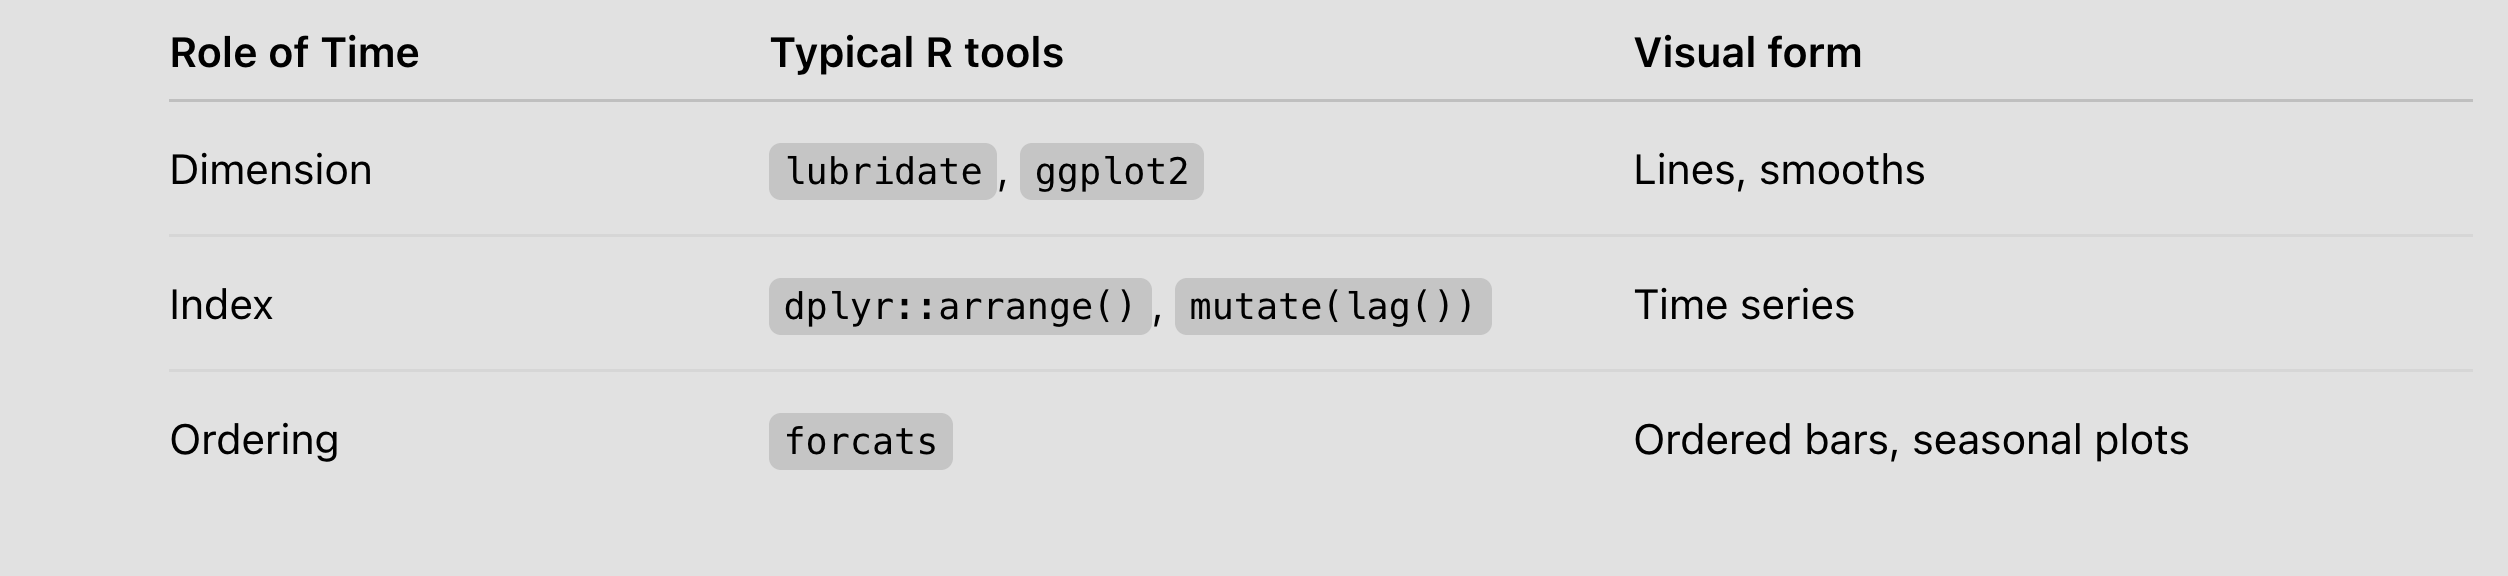 Role of Time Typical R tools Visual form
Dimension lubridate, ggplot2 Lines, smooths
Index dplyr::arrange(), mutate(lag()) Time series
Ordering forcats Ordered bars, seasonal plots